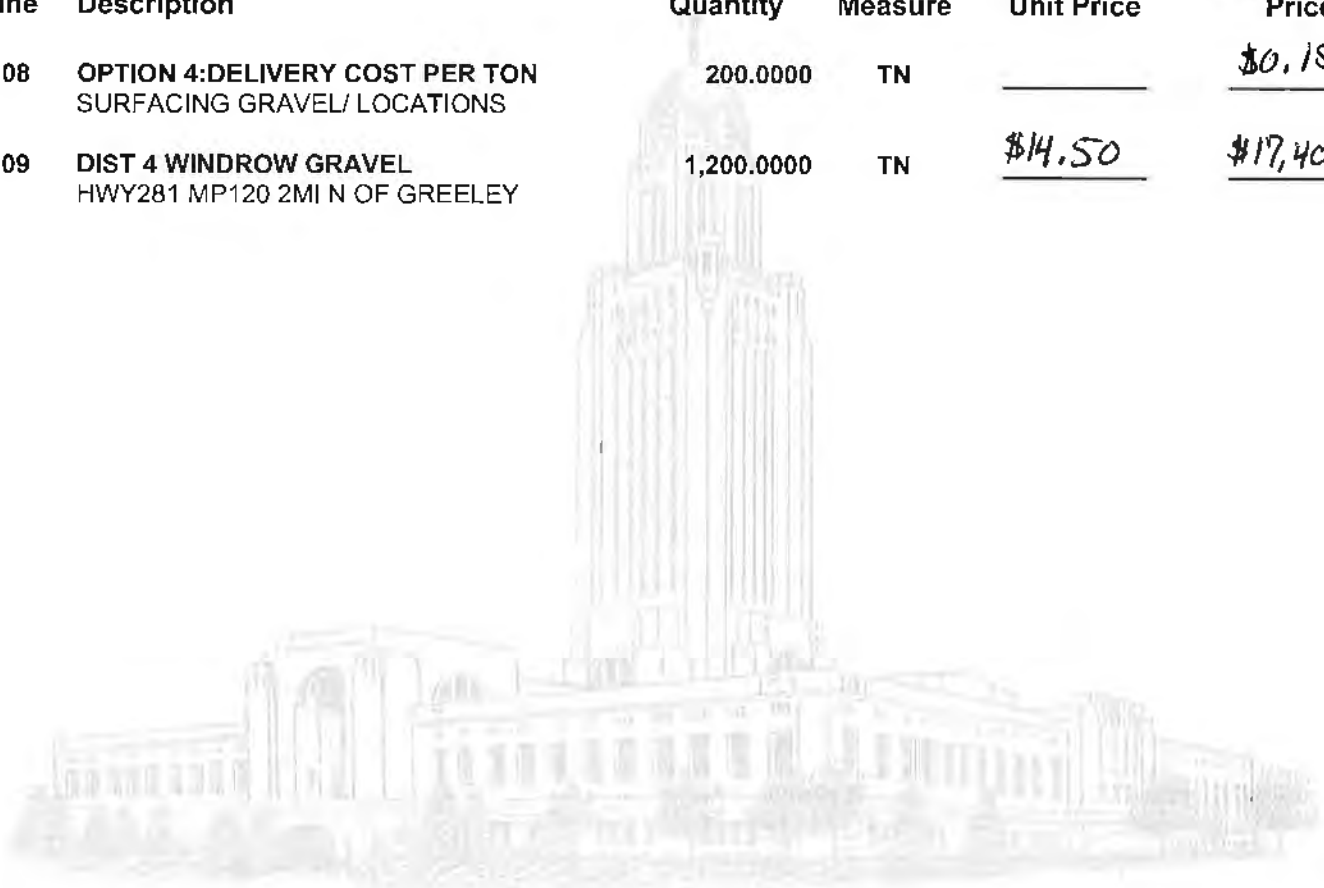 ine Description Quantity Measure Unit Price Price
08 OPTION 4:DELIVERY COST PER TON 200.0000 TN $0.18
SURFACING GRAVEL/ LOCATIONS
09 DIST 4 WINDROW GRAVEL 1,200.0000 TN $14.50 $17,40
HWY281 MP120 2MI N OF GREELEY